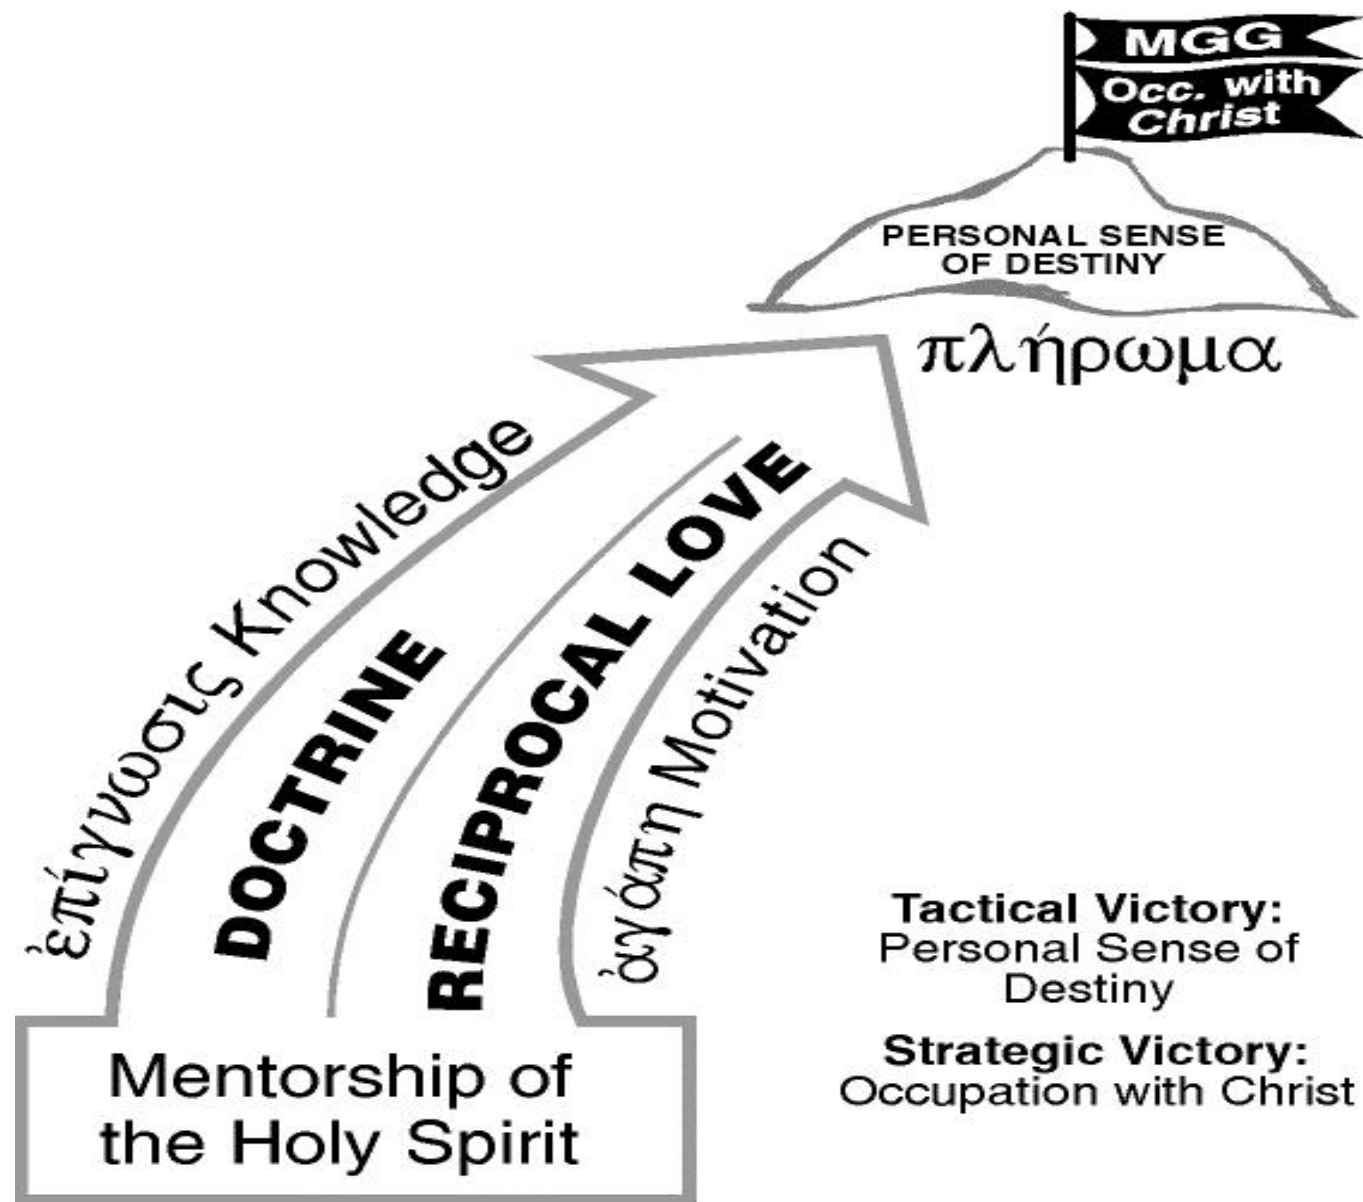 MGG
Occ. with
Christ
PERSONAL SENSE
OF DESTINY
πλήρωμα
ἐπίγνωσις Knowledge
DOCTRINE
RECIPROCAL LOVE
ἀγάπη Motivation
Tactical Victory:
Personal Sense of
Destiny
Strategic Victory:
Occupation with Christ
Mentorship of
the Holy Spirit